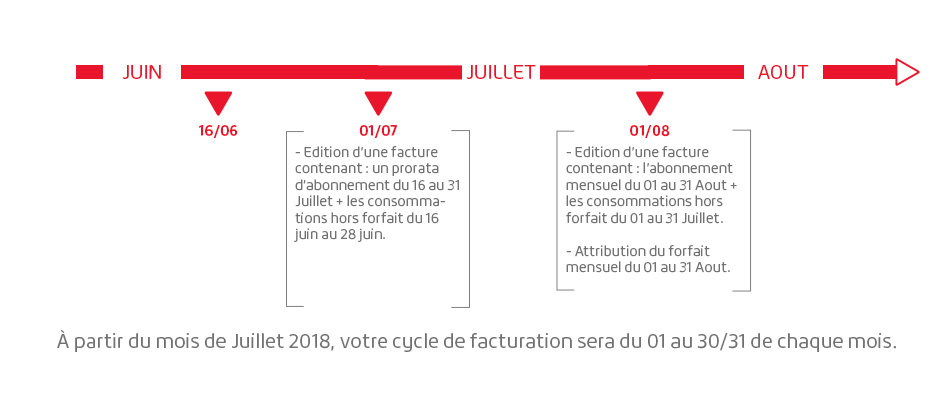 JUIN
JUILLET
AOUT
16/06
01/07
- Edition d'une facture
contenant : un prorata
d'abonnement du 16 au 31
Juillet + les consomma-
tions hors forfait du 16
juin au 28 juin.
01/08
- Edition d'une facture
contenant : l'abonnement
mensuel du 01 au 31 Aout +
les consommations hors
forfait du 01 au 31 Juillet.
- Attribution du forfait
mensuel du 01 au 31 Aout.
À partir du mois de Juillet 2018, votre cycle de facturation sera du 01 au 30/31 de chaque mois.